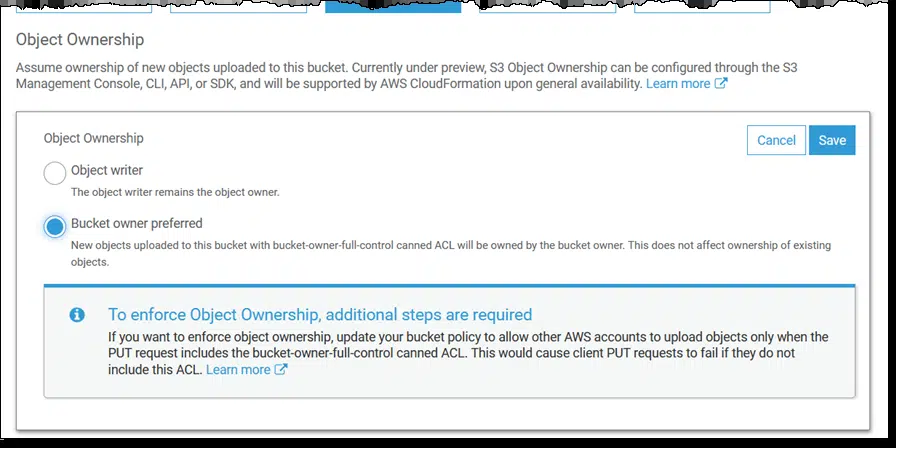 Object Ownership
Assume ownership of new objects uploaded to this bucket. Currently under preview, S3 Object Ownership can be configured through the S3
Management Console, CLI, API, or SDK, and will be supported by AWS CloudFormation upon general availability. Learn more
Object Ownership
Cancel Save
Object writer
The object writer remains the object owner.
Bucket owner preferred
New objects uploaded to this bucket with bucket-owner-full-control canned ACL will be owned by the bucket owner. This does not affect ownership of existing
objects.
To enforce Object Ownership, additional steps are required
If you want to enforce object ownership, update your bucket policy to allow other AWS accounts to upload objects only when the
PUT request includes the bucket-owner-full-control canned ACL. This would cause client PUT requests to fail if they do not
include this ACL. Learn more